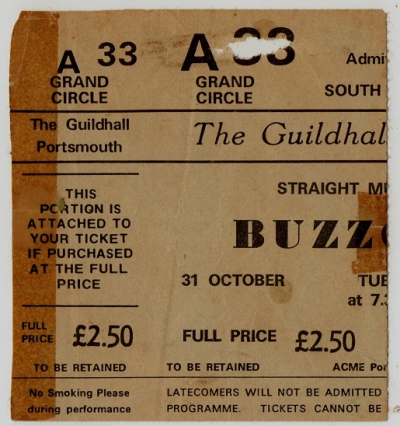 A 33
GRAND
CIRCLE
The Guildhall
Portsmouth
THIS
PORTION IS
ATTACHED TO
YOUR TICKET
IF PURCHASED
AT THE FULL
PRICE
FULL
PRICE £2.50
TO BE RETAINED
No Smoking Please
during performance
A 33
GRAND
CIRCLE
Admi
SOUTH
The Guildhal
STRAIGHT M
BUZZ
31 OCTOBER TUE
at 7.3
FULL PRICE £2.50
TO BE RETAINED ACME Por
LATECOMERS WILL NOT BE ADMITTED
PROGRAMME. TICKETS CANNOT BE